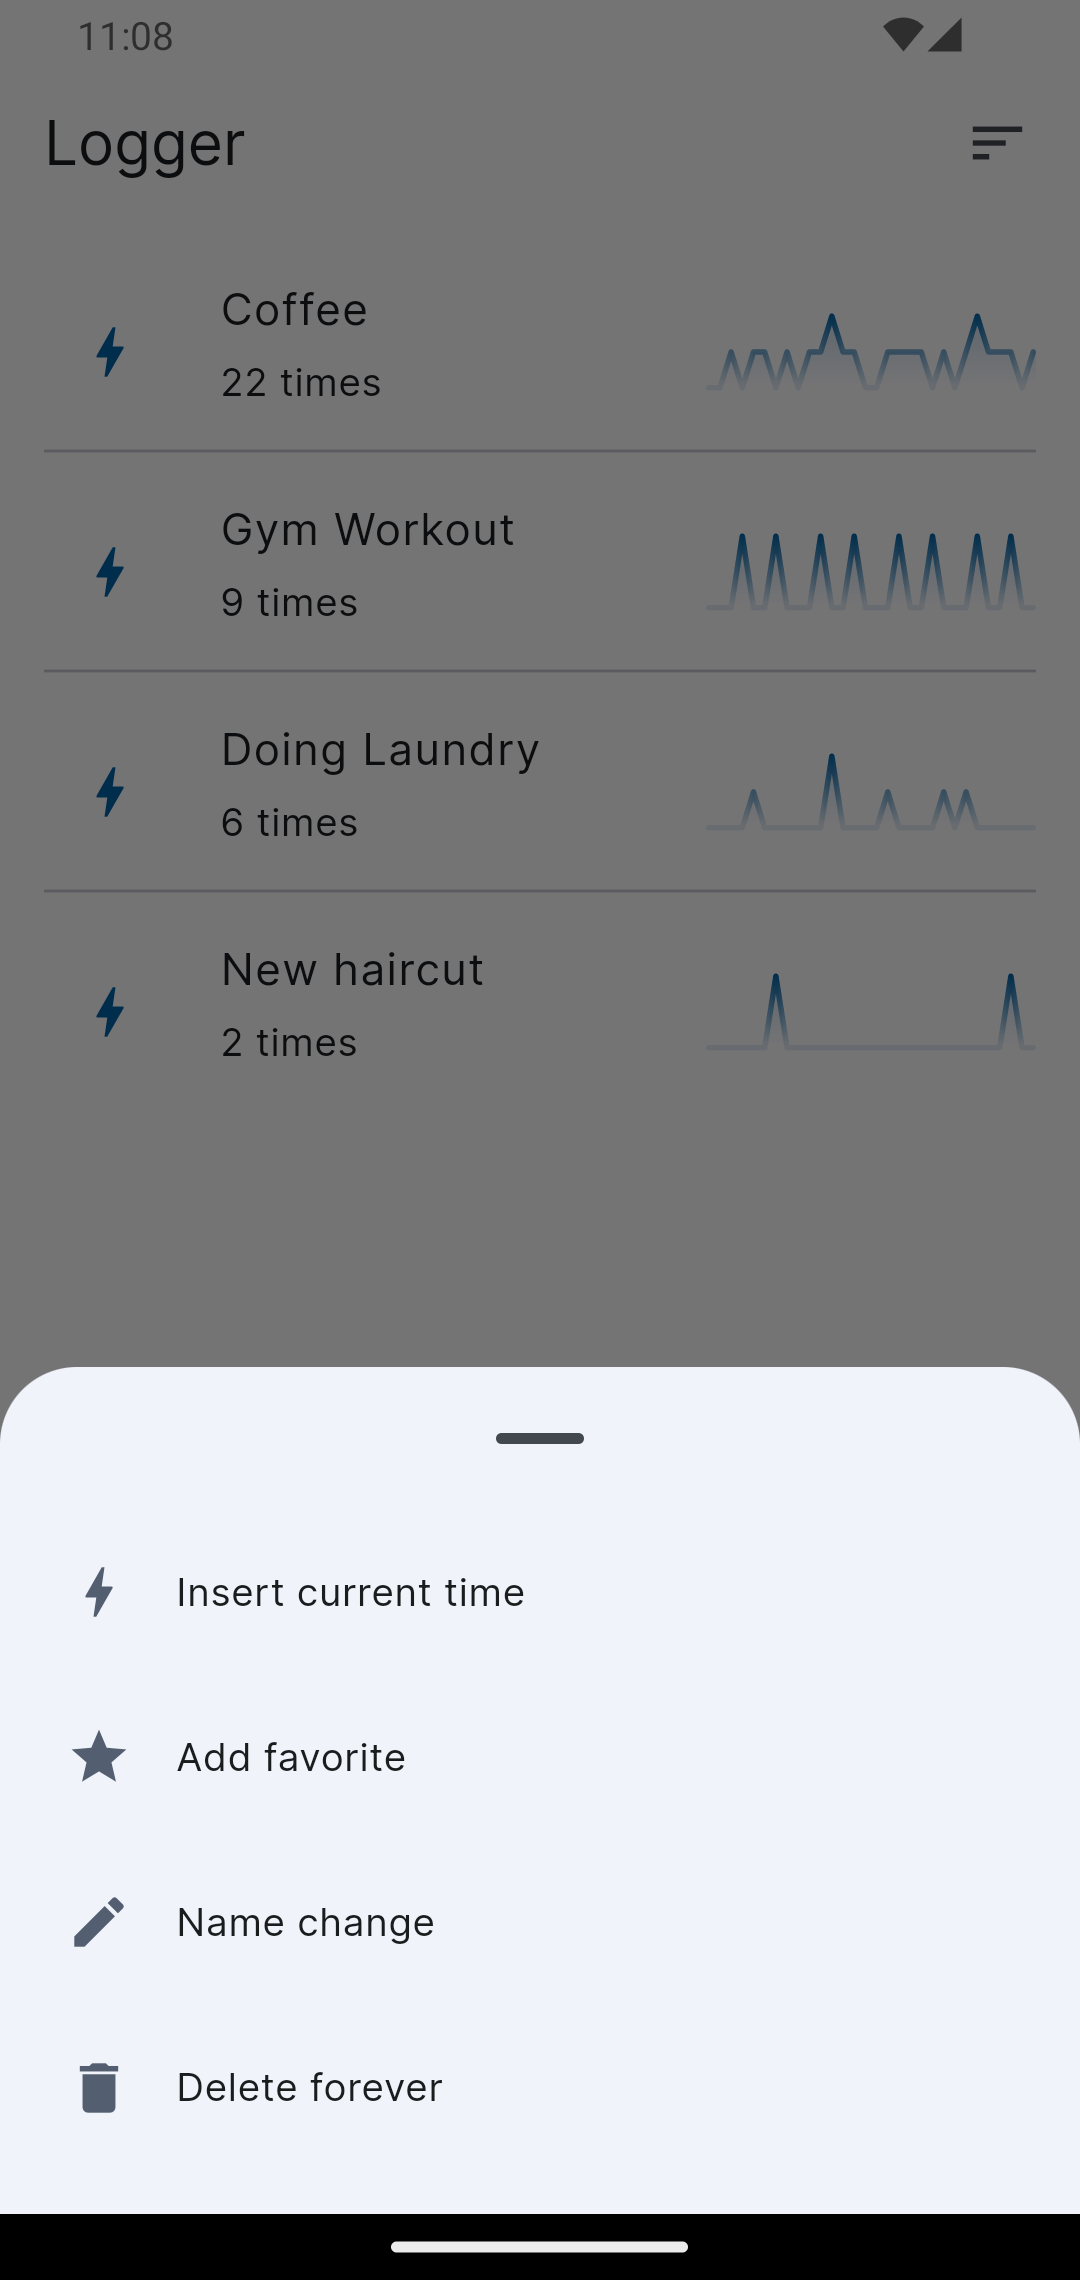 11:08
Logger
Coffee
22 times
Gym Workout
9 times
Doing Laundry
6 times
New haircut
2 times
Insert current time
Add favorite
Name change
Delete forever